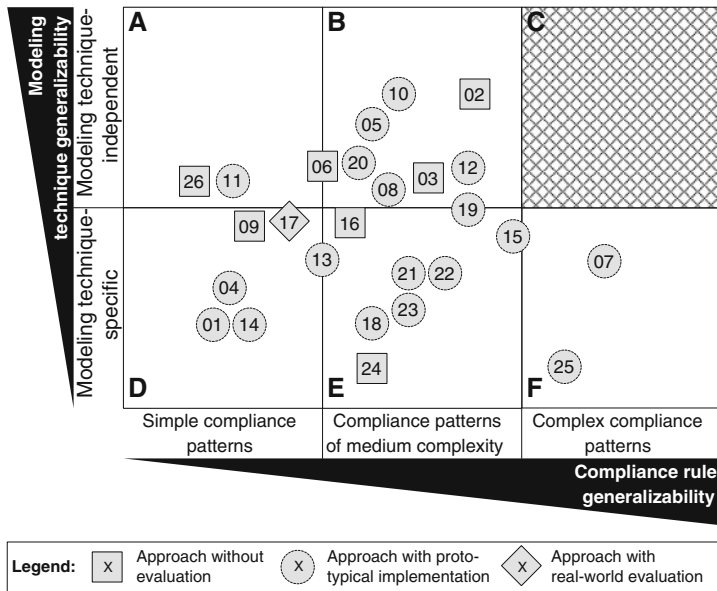 A
B
C
Modeling
technique generalizability
Modeling technique-
independent
10
02
05
06
20
12
26
11
08
03
19
09
17
16
15
13
07
21
22
04
23
01
14
18
24
25
Modeling technique-
specific
D
E
F
Simple compliance
patterns
Compliance patterns
of medium complexity
Complex compliance
patterns
Compliance rule
generalizability
Legend:
x
Approach without
evaluation
x
Approach with proto-
typical implementation
x
Approach with
real-world evaluation